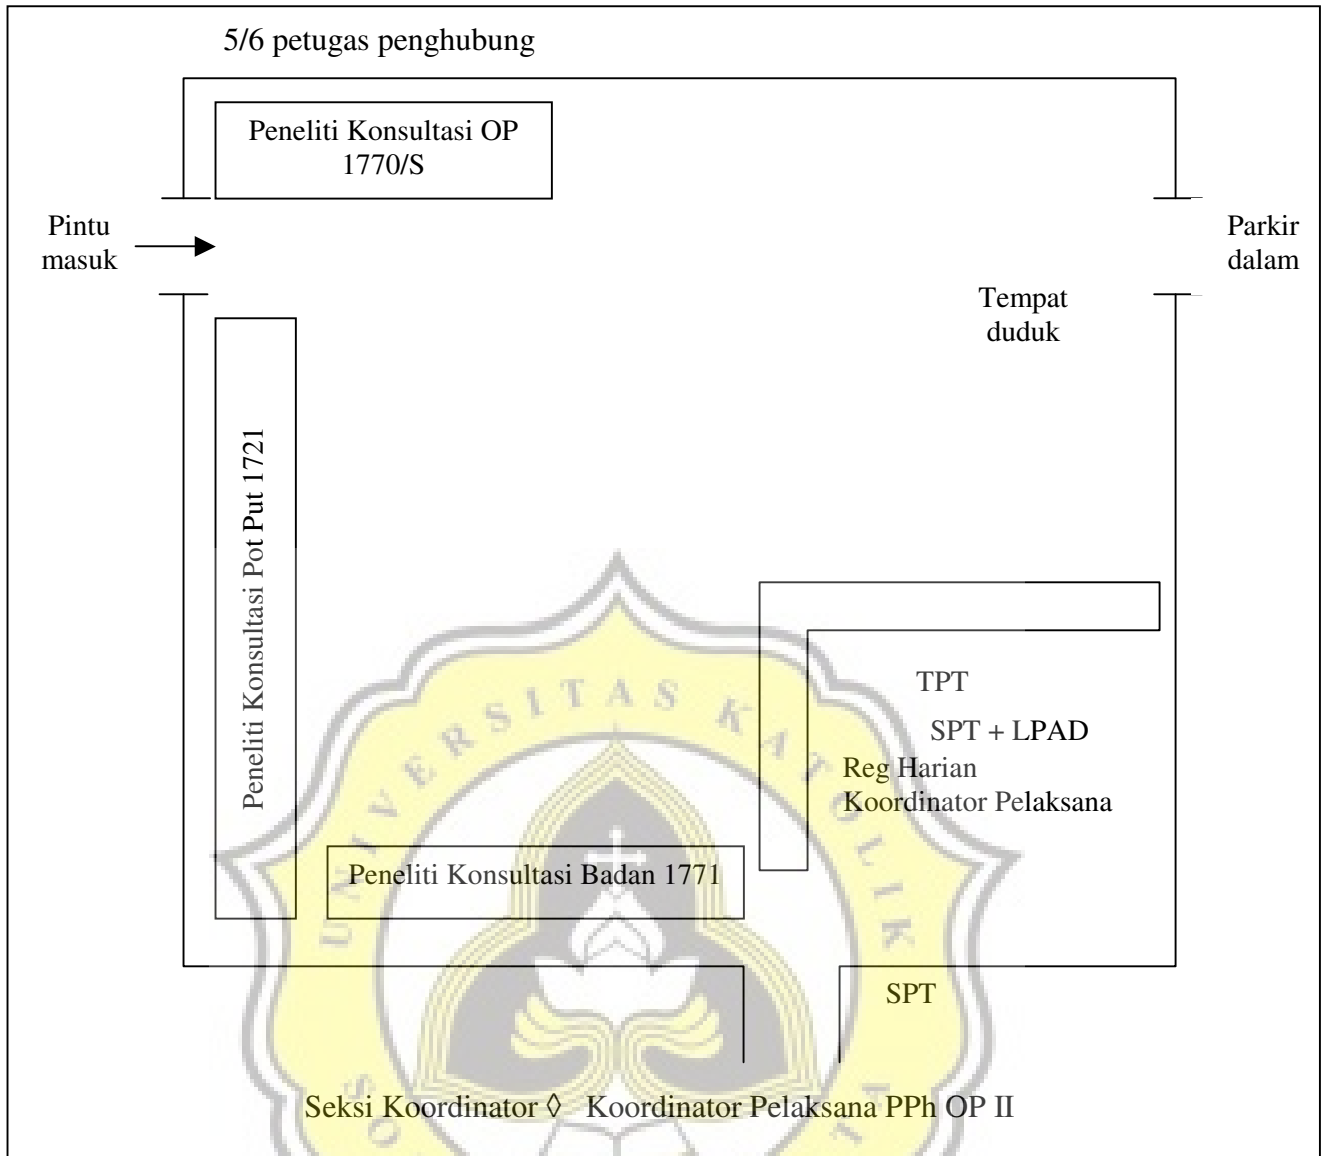 5/6 petugas penghubung
Peneliti Konsultasi OP
1770/S
Pintu
masuk
Parkir
dalam
Tempat
duduk
Peneliti Konsultasi Pot Put 1721
TPT
SPT + LPAD
Reg Harian
Koordinator Pelaksana
Peneliti Konsultasi Badan 1771
SPT
Seksi Koordinator ◊ Koordinator Pelaksana PPh OP II
UNIVERSITAS KATOLIK